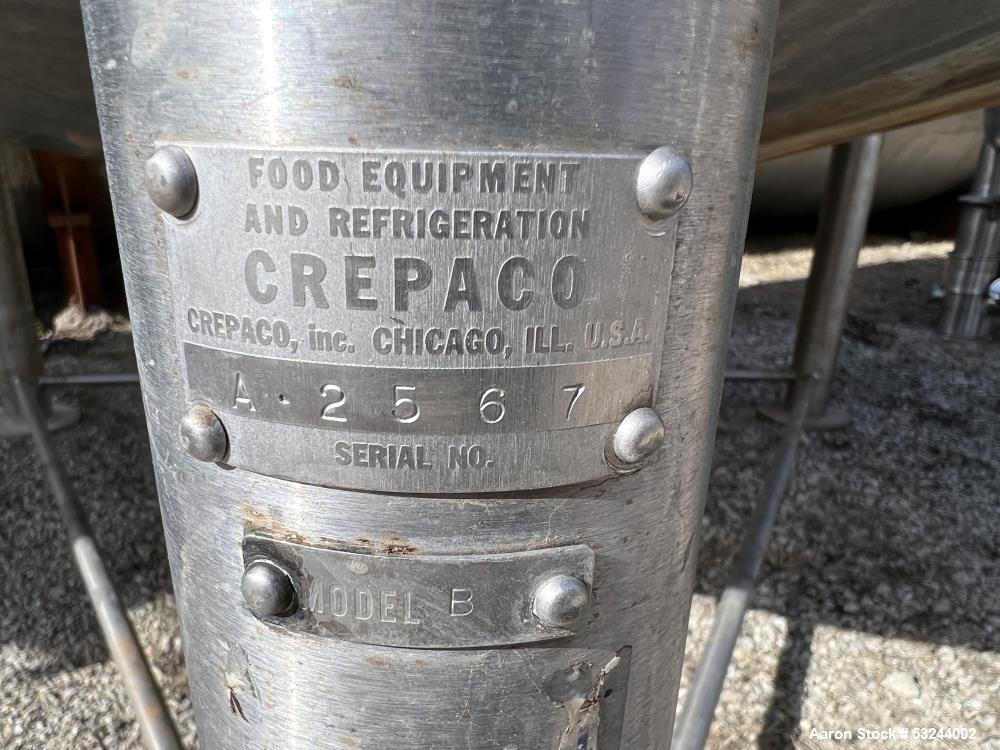 FOOD EQUIPMENT
AND REFRIGERATION
CREPACO
CREPACO, inc. CHICAGO, ILL. U.S.A.
A·2567
SERIAL NO.
MODEL B
Aaron Stock # 53244002